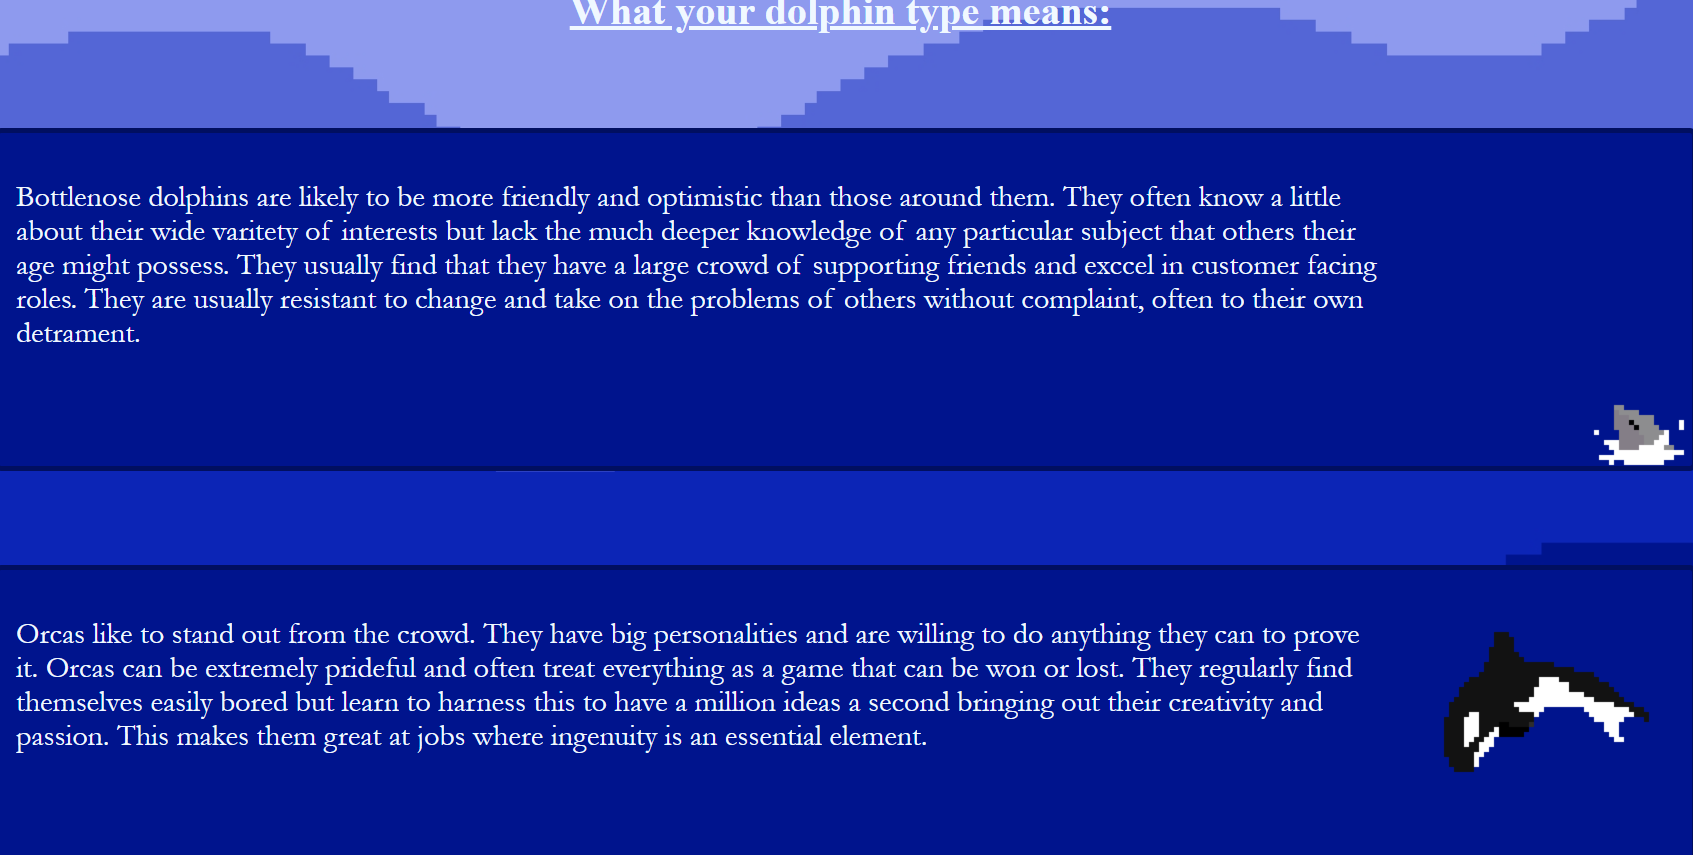 What your dolphin type means:
Bottlenose dolphins are likely to be more friendly and optimistic than those around them. They often know a little
about their wide varitety of interests but lack the much deeper knowledge of any particular subject that others their
age might possess. They usually find that they have a large crowd of supporting friends and exccel in customer facing
roles. They are usually resistant to change and take on the problems of others without complaint, often to their own
detrament.
Orcas like to stand out from the crowd. They have big personalities and are willing to do anything they can to prove
it. Orcas can be extremely prideful and often treat everything as a game that can be won or lost. They regularly find
themselves easily bored but learn to harness this to have a million ideas a second bringing out their creativity and
passion. This makes them great at jobs where ingenuity is an essential element.